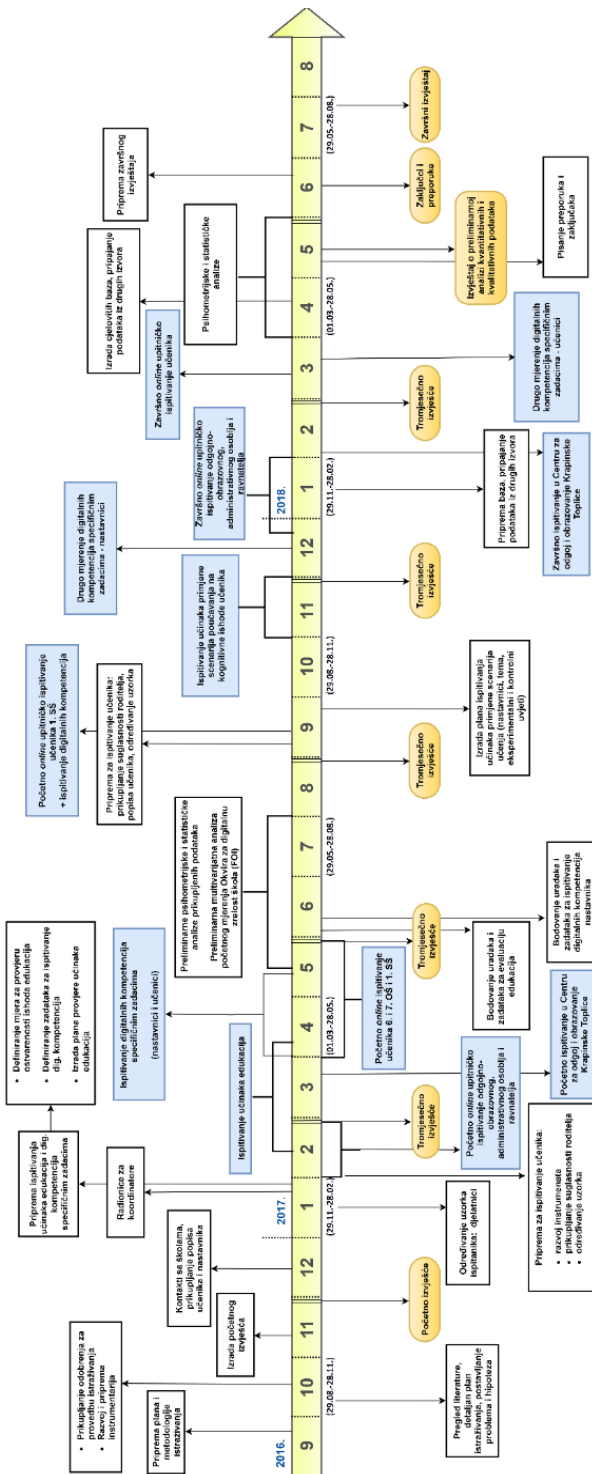 Priprema plana i
metodologije
istraživanja
• Prikupljanje odobrenja za
provedbu istraživanja
• Razvoj i priprema
instrumentarija
Izrada početnog
izvješća
Kontakti sa školama,
prikupljanje popisa
učenika i nastavnika
Radionice za
koordinatore
Priprema ispitivanja
učinaka edukacija i dig.
kompetencija
specifičnim zadacima
• Definiranje mjera za provjeru
ostvarenosti ishoda edukacija
• Definiranje zadataka za ispitivanje
dig. kompetencija
• Izrada plana provjere učinaka
edukacija
Ispitivanje učinaka edukacija
Ispitivanje digitalnih kompetencija
specifičnim zadacima
(nastavnici i učenici)
Preliminarne psihometrijske i statističke
analize prikupljenih podataka
Preliminarna multivarijatna analiza
početnog mjerenja Okvira za digitalnu
zrelost škola (FOI)
Priprema za ispitivanje učenika:
prikupljanje suglasnosti roditelja,
popisa učenika, određivanje uzorka
Početno online upitničko ispitivanje
učenika 1. SŠ
+ ispitivanje digitalnih kompetencija
Ispitivanje učinaka primjene
scenarija poučavanja na
kognitivne ishode učenika
Drugo mjerenje digitalnih
kompetencija specifičnim
zadacima - nastavnici
Završno online upitničko
ispitivanje odgojno-
obrazovnog,
administrativnog osoblja i
ravnatelja
Završno online upitničko
ispitivanje učenika
Izrada cjelovitih baza, pripajanje
podataka iz drugih izvora
Psihometrijske i statističke
analize
Priprema završnog
izvještaja
2016.
2017.
2018.
9 10 11 12 1 2 3 4 5 6 7 8 9 10 11 12 1 2 3 4 5 6 7 8
(29.08.-28.11.)
(29.11.-28.02.)
(01.03.-28.05.)
(29.05.-28.08.)
(29.08.-28.11.)
(29.11.-28.02.)
(01.03.-28.05.)
(29.05.-28.08.)
Pregled literature,
detaljan plan
istraživanja, postavljanje
problema i hipoteza
Početno izvješće
Određivanje uzorka
ispitanika: djelatnici
Priprema za ispitivanje učenika:
• razvoj instrumenata
• prikupljanje suglasnosti roditelja
• određivanje uzorka
Tromjesečno
izvješće
Početno online upitničko
ispitivanje odgojno-
obrazovnog,
administrativnog osoblja i
ravnatelja
Početno ispitivanje u Centru
za odgoj i obrazovanje
Krapinske Toplice
Početno online ispitivanje
učenika 6. i 7. OŠ i 1. SŠ
Tromjesečno
izvješće
Bodovanje uradaka i
zadataka za evaluaciju
edukacija
Bodovanje uradaka i
zadataka za ispitivanje
digitalnih kompetencija
nastavnika
Tromjesečno
izvješće
Izrada plana ispitivanja
učinaka primjene scenarija
učenja (nastavnici, tema,
eksperimentalni i kontrolni
uvjeti)
Tromjesečno
izvješće
Priprema baza, pripajanje
podataka iz drugih izvora
Završno ispitivanje u Centru za
odgoj i obrazovanje Krapinske
Toplice
Tromjesečno
izvješće
Drugo mjerenje digitalnih
kompetencija specifičnim
zadacima - učenici
Izvještaj o preliminarnoj
analizi kvantitativnih i
kvalitativnih podataka
Pisanje preporuka i
zaključaka
Zaključci i
preporuke
Završni izvještaj